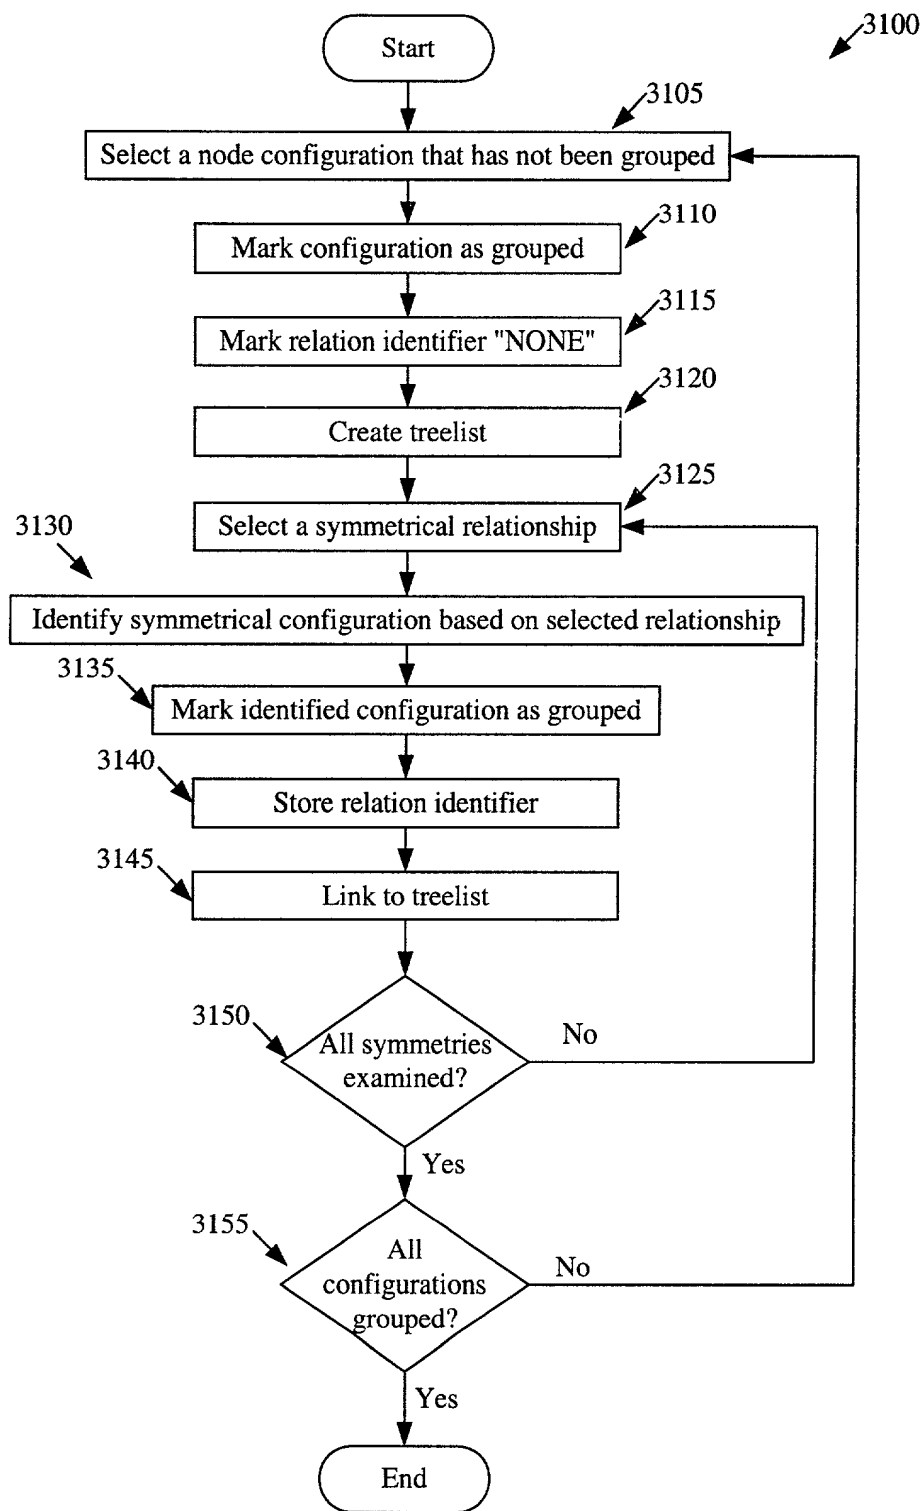 3100
Start
3105
Select a node configuration that has not been grouped
3110
Mark configuration as grouped
3115
Mark relation identifier "NONE"
3120
Create treelist
3125
Select a symmetrical relationship
3130
Identify symmetrical configuration based on selected relationship
3135
Mark identified configuration as grouped
3140
Store relation identifier
3145
Link to treelist
3150
All symmetries
examined?
No
Yes
3155
All
configurations
grouped?
No
Yes
End